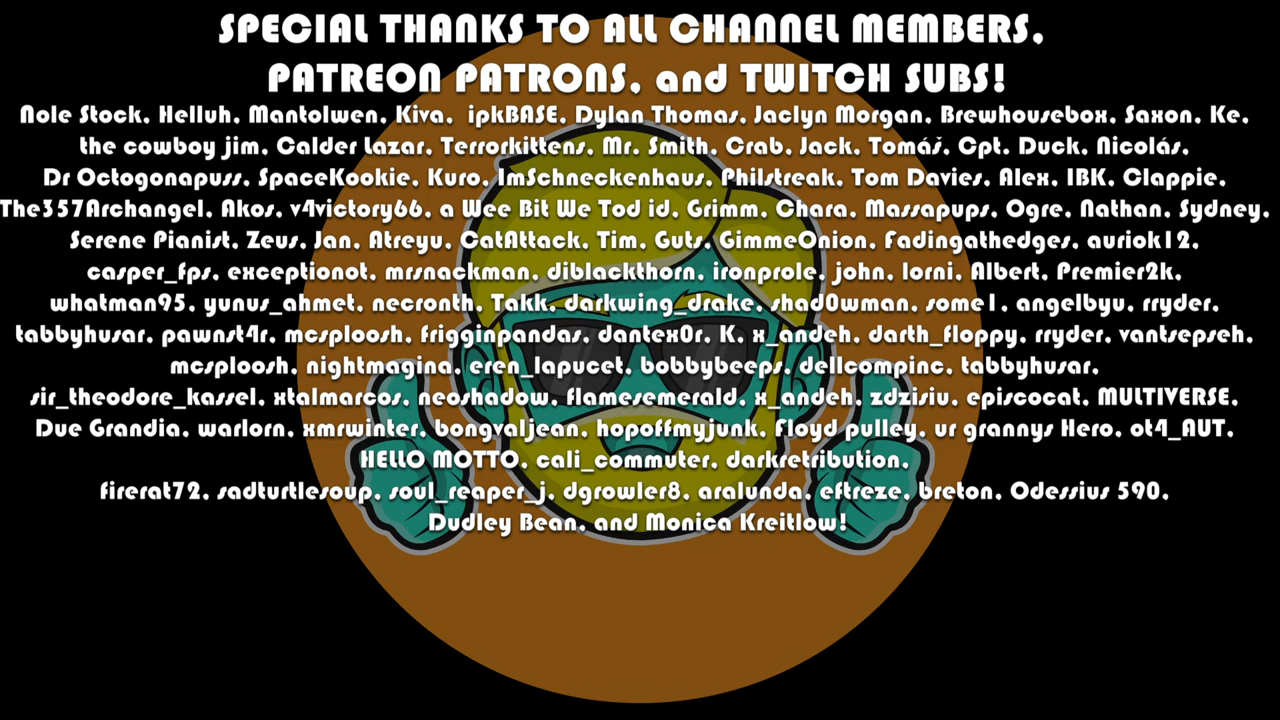 SPECIAL THANKS TO ALL CHANNEL MEMBERS,
PATREON PATRONS, and TWITCH SUBS!
Nole Stock, Helluh, Mantolwen, Kiva,  ipkBASE, Dylan Thomas, Jaclyn Morgan, Brewhousebox, Saxon, Ke,
the cowboy jim, Calder Lazar, Terrorkittens, Mr. Smith, Crab, Jack, Tomáš, Cpt. Duck, Nicolás,
Dr Octogonapuss, SpaceKookie, Kuro, ImSchneckenhaus, Philstreak, Tom Davies, Alex, IBK, Clappie,
The357Archangel, Akos, v4victory66, a Wee Bit We Tod id, Grimm, Chara, Massapups, Ogre, Nathan, Sydney,
Serene Pianist, Zeus, Jan, Atreyu, CatAttack, Tim, Guts, GimmeOnion, Fadingathedges, auriok12,
casper_fps, exceptionot, mrsnackman, diblackthorn, ironprole, john, lorni, Albert, Premier2k,
whatman95, yunus_ahmet, necronth, Takk, darkwing_drake, shad0wman, some1, angelbyu, rryder,
tabbyhusar, pawnst4r, mcsploosh, frigginpandas, dantex0r, K, x_andeh, darth_floppy, rryder, vantsepseh,
mcsploosh, nightmagina, eren_lapucet, bobbybeeps, dellcompinc, tabbyhusar,
sir_theodore_kassel, xtalmarcos, neoshadow, flamesemerald, x_andeh, zdzisiu, episcocat, MULTIVERSE,
Due Grandia, warlorn, xmrwinter, bongvaljean, hopoffmyjunk, Floyd pulley, ur grannys Hero, ot4_AUT,
HELLO MOTTO, cali_commuter, darkretribution,
firerat72, sadturtlesoup, soul_reaper_j, dgrowler8, aralunda, eftreze, breton, Odessius 590,
Dudley Bean, and Monica Kreitlow!